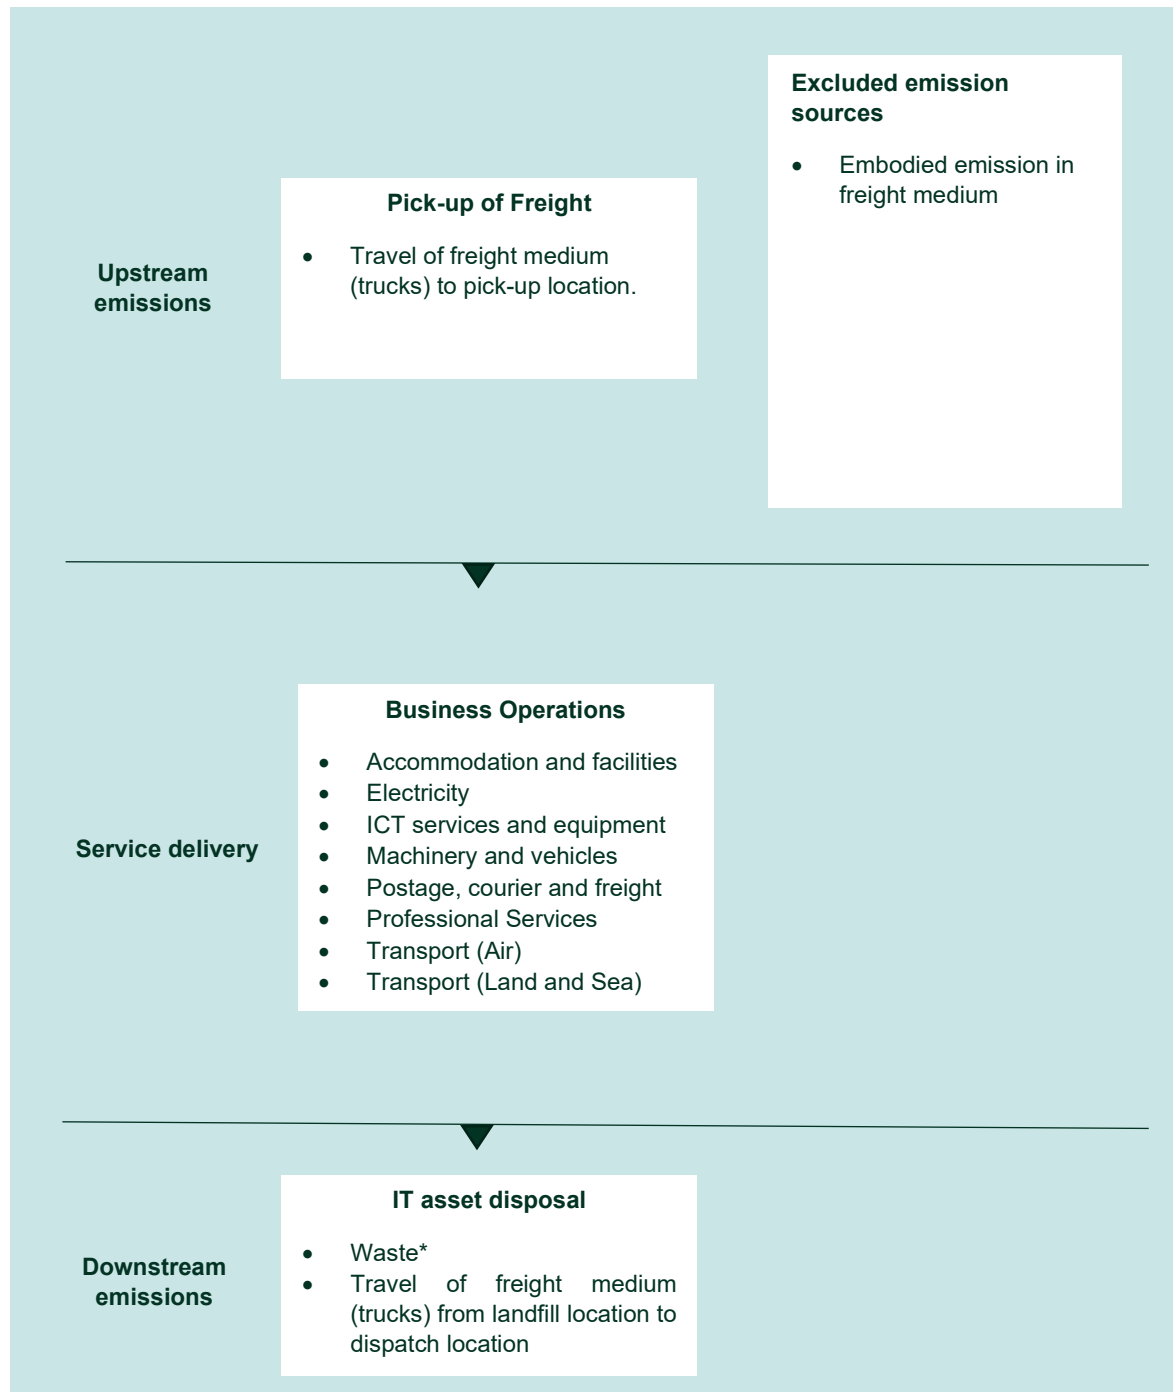 Excluded emission
sources
• Embodied emission in
freight medium
Upstream
emissions
Pick-up of Freight
• Travel of freight medium
(trucks) to pick-up location.
Service delivery
Business Operations
• Accommodation and facilities
• Electricity
• ICT services and equipment
• Machinery and vehicles
• Postage, courier and freight
• Professional Services
• Transport (Air)
• Transport (Land and Sea)
Downstream
emissions
IT asset disposal
• Waste*
• Travel of freight medium
(trucks) from landfill location to
dispatch location